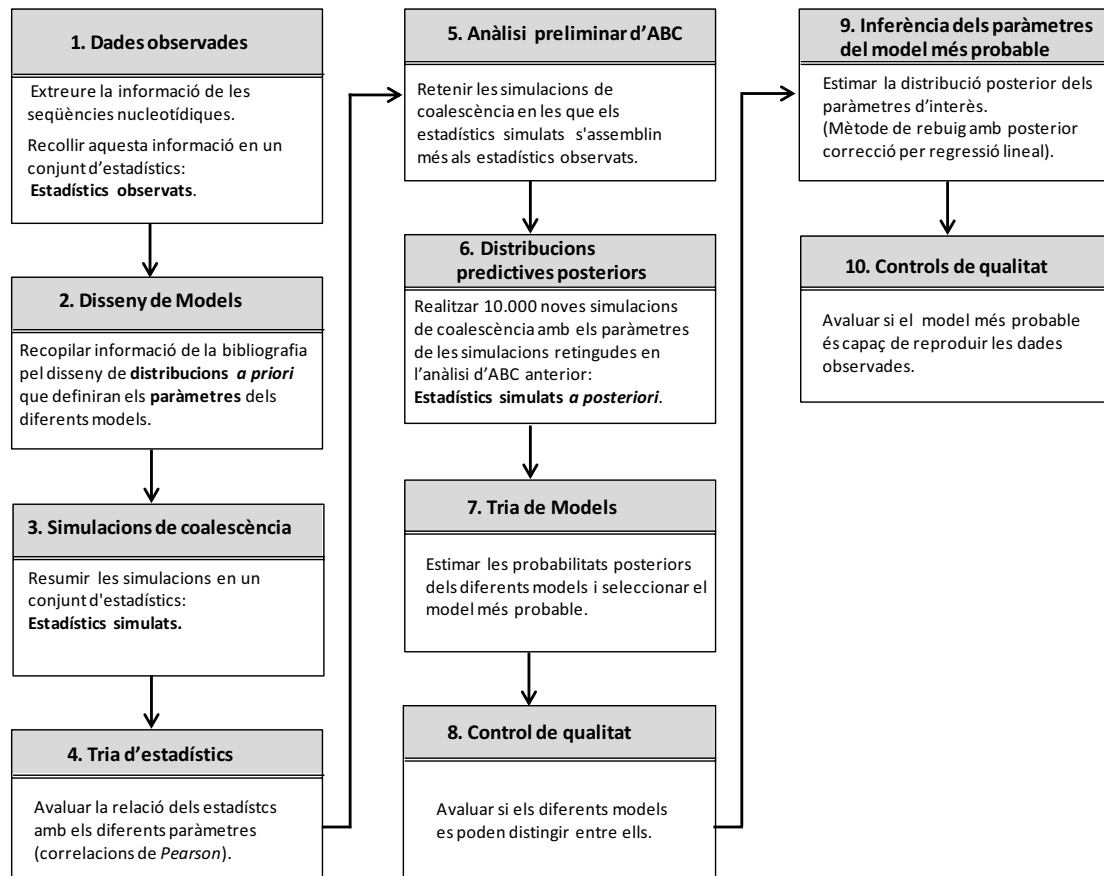 1. Dades observades
Extreure la informació de les
seqüències nucleotídiques.
Recollir aquesta informació en un
conjunt d'estadístics:
Estadístics observats.
2. Disseny de Models
Recopilar informació de la bibliografia
pel disseny de distribucions a priori
que definiran els paràmetres dels
diferents models.
3. Simulacions de coalescència
Resumir les simulacions en un
conjunt d'estadístics:
Estadístics simulats.
4. Tria d'estadístics
Avaluar la relació dels estadístcs
amb els diferents paràmetres
(correlacions de Pearson).
5. Anàlisi preliminar d'ABC
Retenir les simulacions de
coalescència en les que els
estadístics simulats s'assemblin
més als estadístics observats.
6. Distribucions
predictives posteriors
Realitzar 10.000 noves simulacions
de coalescència amb els paràmetres
de les simulacions retingudes en
l'anàlisi d'ABC anterior:
Estadístics simulats a posteriori.
7. Tria de Models
Estimar les probabilitats posteriors
dels diferents models i seleccionar el
model més probable.
8. Control de qualitat
Avaluar si els diferents models
es poden distingir entre ells.
9. Inferència dels paràmetres
del model més probable
Estimar la distribució posterior dels
paràmetres d'interès.
(Mètode de rebuig amb posterior
correcció per regressió lineal).
10. Controls de qualitat
Avaluar si el model més probable
és capaç de reproduir les dades
observades.